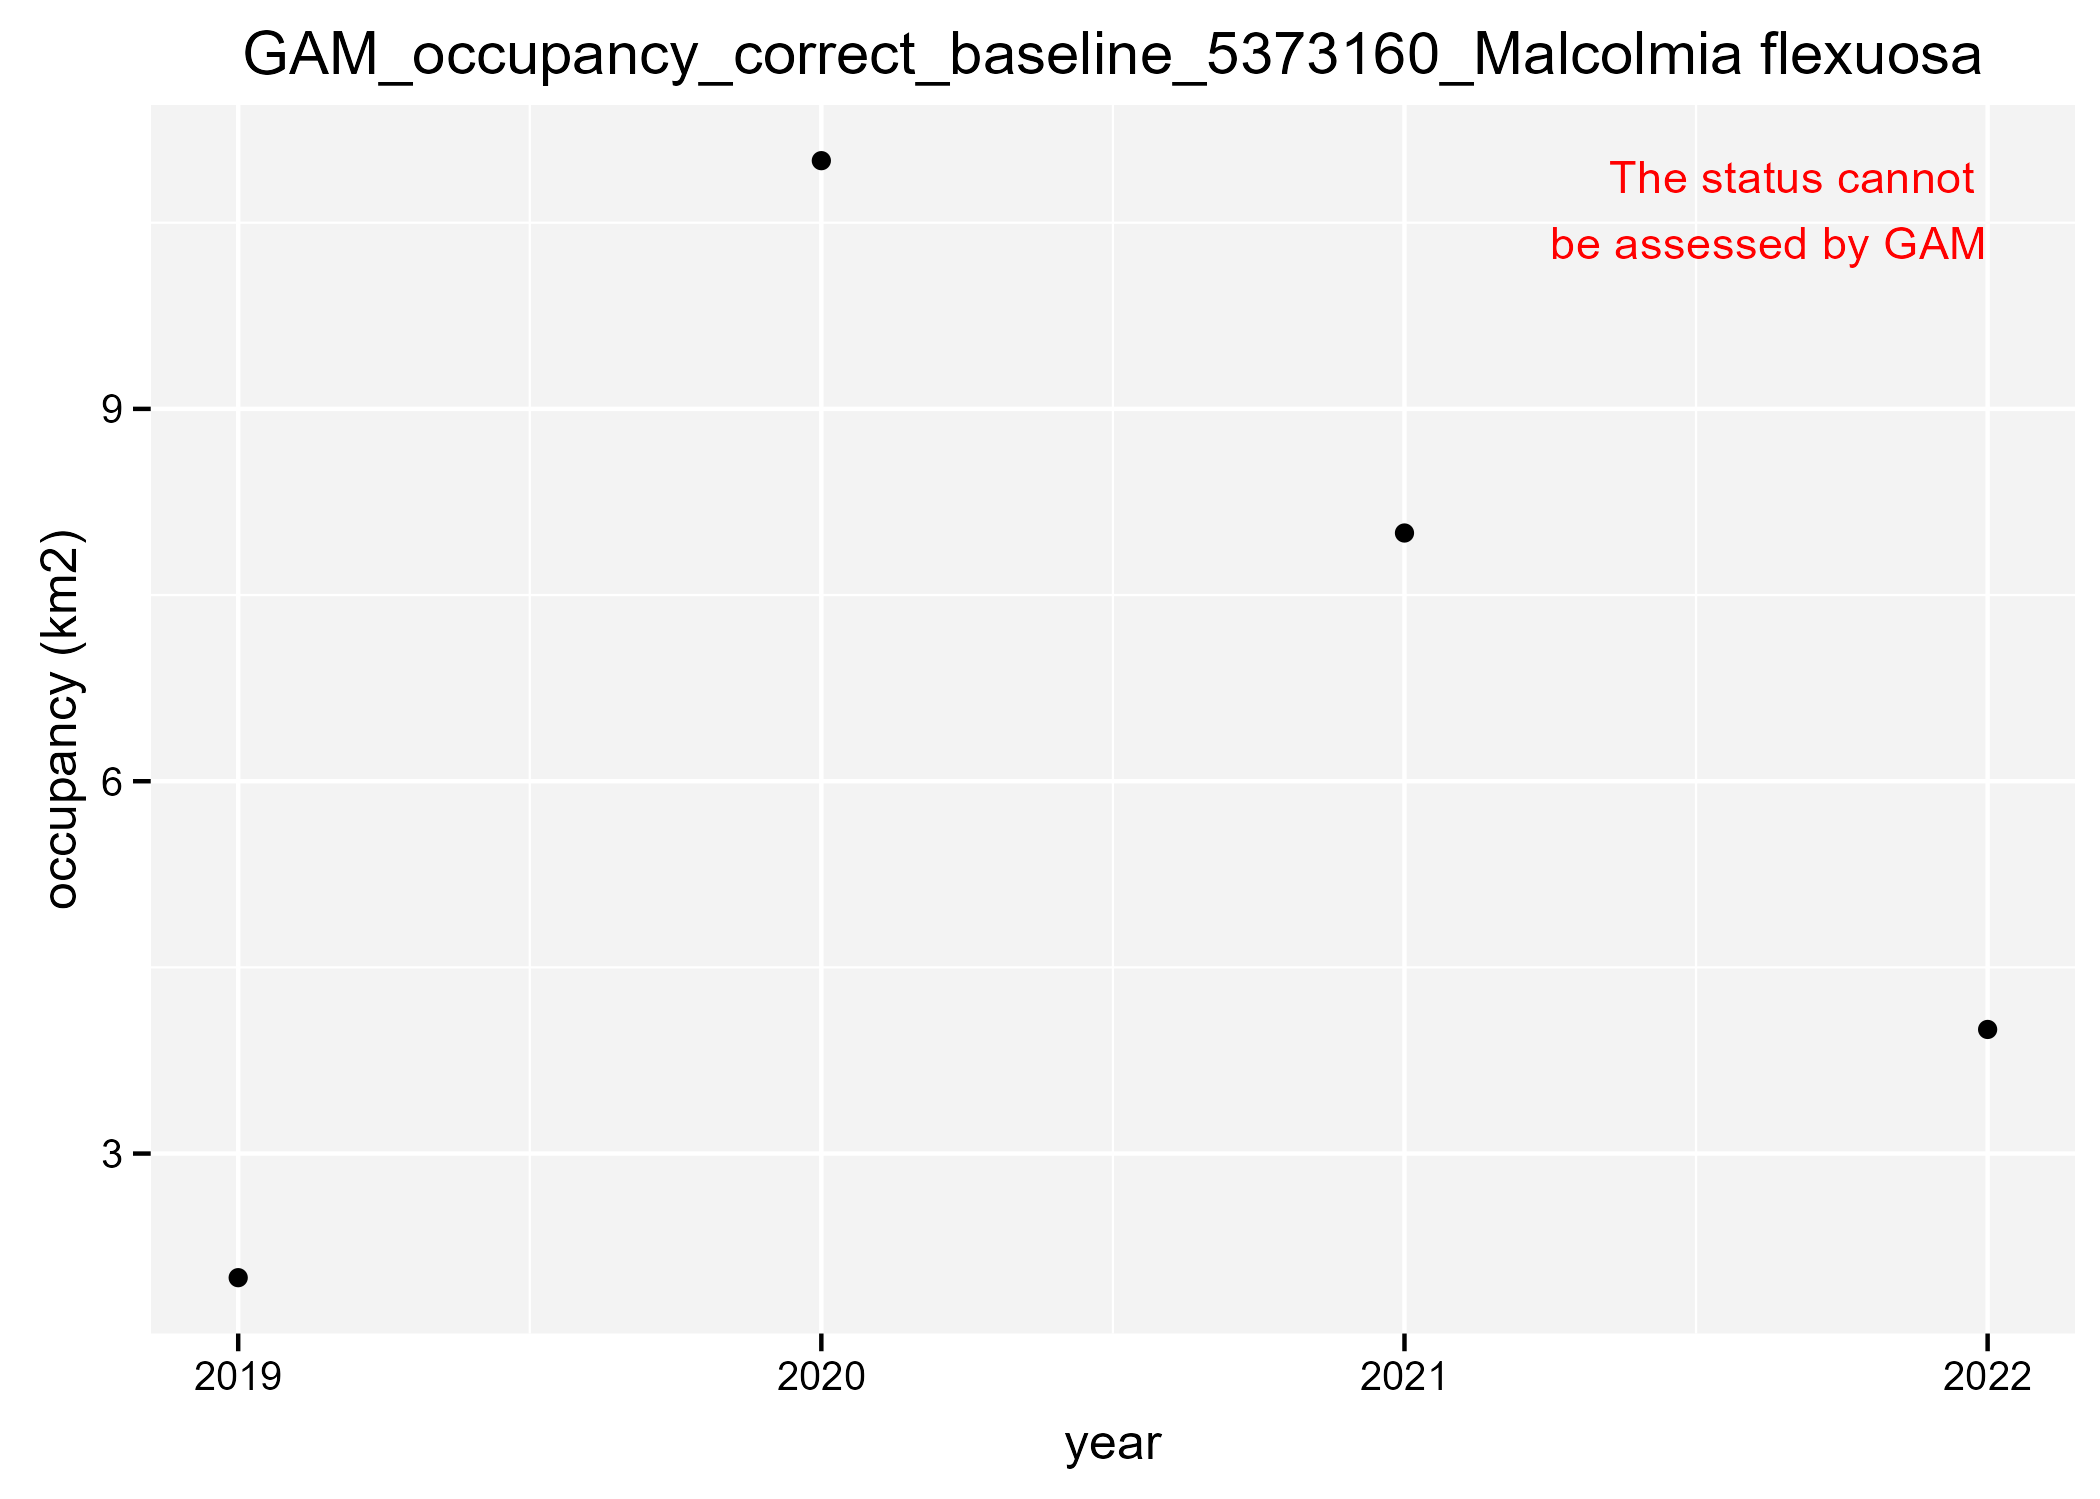 GAM_occupancy_correct_baseline_5373160_Malcolmia flexuosa
The status cannot
be assessed by GAM
occupancy (km2)
9
6
3
2019
2020
2021
2022
year